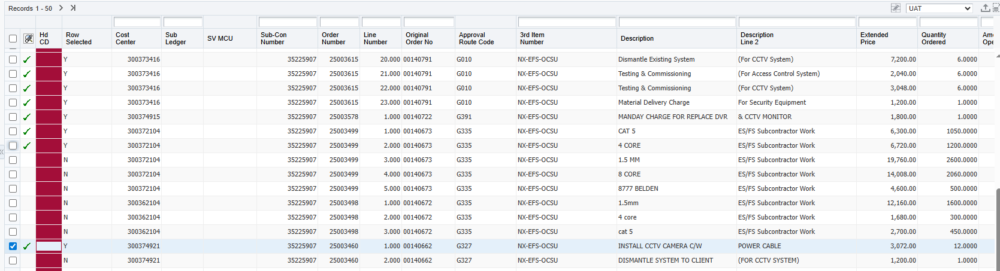 Records 1 - 50 UAT
Hd CD Row Selected Cost Center Sub Ledger SV MCU Sub-Con Number Order Number Line Number Original Order No Approval Route Code 3rd Item Number Description Description Line 2 Extended Price Quantity Ordered
Y 300373416 35225907 25003615 20.000 00140791 G010 NX-EFS-OCSU Dismantle Existing System (For CCTV System) 7,200.00 6.0000
Y 300373416 35225907 25003615 21.000 00140791 G010 NX-EFS-OCSU Testing & Commissioning (For Access Control System) 2,040.00 6.0000
Y 300373416 35225907 25003615 22.000 00140791 G010 NX-EFS-OCSU Testing & Commissioning (For CCTV System) 3,048.00 6.0000
Y 300373416 35225907 25003615 23.000 00140791 G010 NX-EFS-OCSU Material Delivery Charge For Security Equipment 1,200.00 1.0000
Y 300374915 35225907 25003578 1.000 00140722 G391 NX-EFS-OCSU MANDAY CHARGE FOR REPLACE DVR & CCTV MONITOR 1,800.00 1.0000
Y 300372104 35225907 25003499 1.000 00140673 G335 NX-EFS-OCSU CAT 5 ES/FS Subcontractor Work 6,300.00 1050.0000
Y 300372104 35225907 25003499 2.000 00140673 G335 NX-EFS-OCSU 4 CORE ES/FS Subcontractor Work 6,720.00 1200.0000
N 300372104 35225907 25003499 3.000 00140673 G335 NX-EFS-OCSU 1.5 MM ES/FS Subcontractor Work 19,760.00 2600.0000
N 300372104 35225907 25003499 4.000 00140673 G335 NX-EFS-OCSU 8 CORE ES/FS Subcontractor Work 14,008.00 2060.0000
N 300372104 35225907 25003499 5.000 00140673 G335 NX-EFS-OCSU 8777 BELDEN ES/FS Subcontractor Work 4,600.00 500.0000
N 300362104 35225907 25003498 1.000 00140672 G335 NX-EFS-OCSU 1.5mm ES/FS Subcontractor Work 12,160.00 1600.0000
N 300362104 35225907 25003498 2.000 00140672 G335 NX-EFS-OCSU 4 core ES/FS Subcontractor Work 1,680.00 300.0000
N 300362104 35225907 25003498 3.000 00140672 G335 NX-EFS-OCSU cat 5 ES/FS Subcontractor Work 2,700.00 450.0000
Y 300374921 35225907 25003460 1.000 00140662 G327 NX-EFS-OCSU INSTALL CCTV CAMERA C/W POWER CABLE 3,072.00 12.0000
N 300374921 35225907 25003460 2.000 00140662 G327 NX-EFS-OCSU DISMANTLE SYSTEM TO CLIENT (FOR CCTV SYSTEM) 1,200.00 1.0000